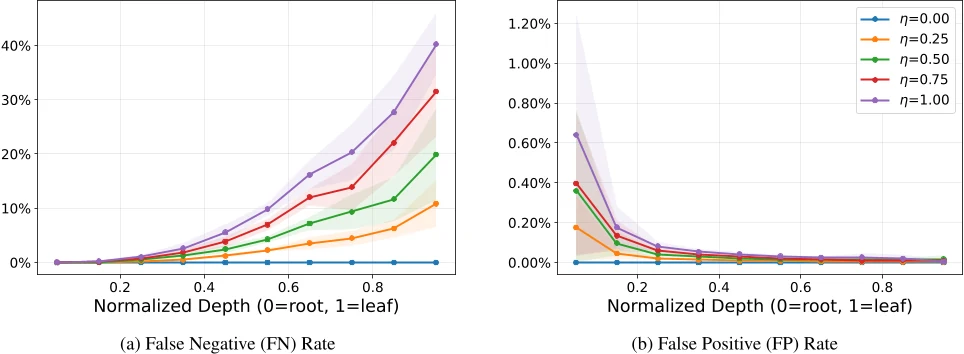 40%
30%
20%
10%
0%
0.2 0.4 0.6 0.8
Normalized Depth (0=root, 1=leaf)
(a) False Negative (FN) Rate
1.20%
1.00%
0.80%
0.60%
0.40%
0.20%
0.00%
0.2 0.4 0.6 0.8
Normalized Depth (0=root, 1=leaf)
η=0.00
η=0.25
η=0.50
η=0.75
η=1.00
(b) False Positive (FP) Rate